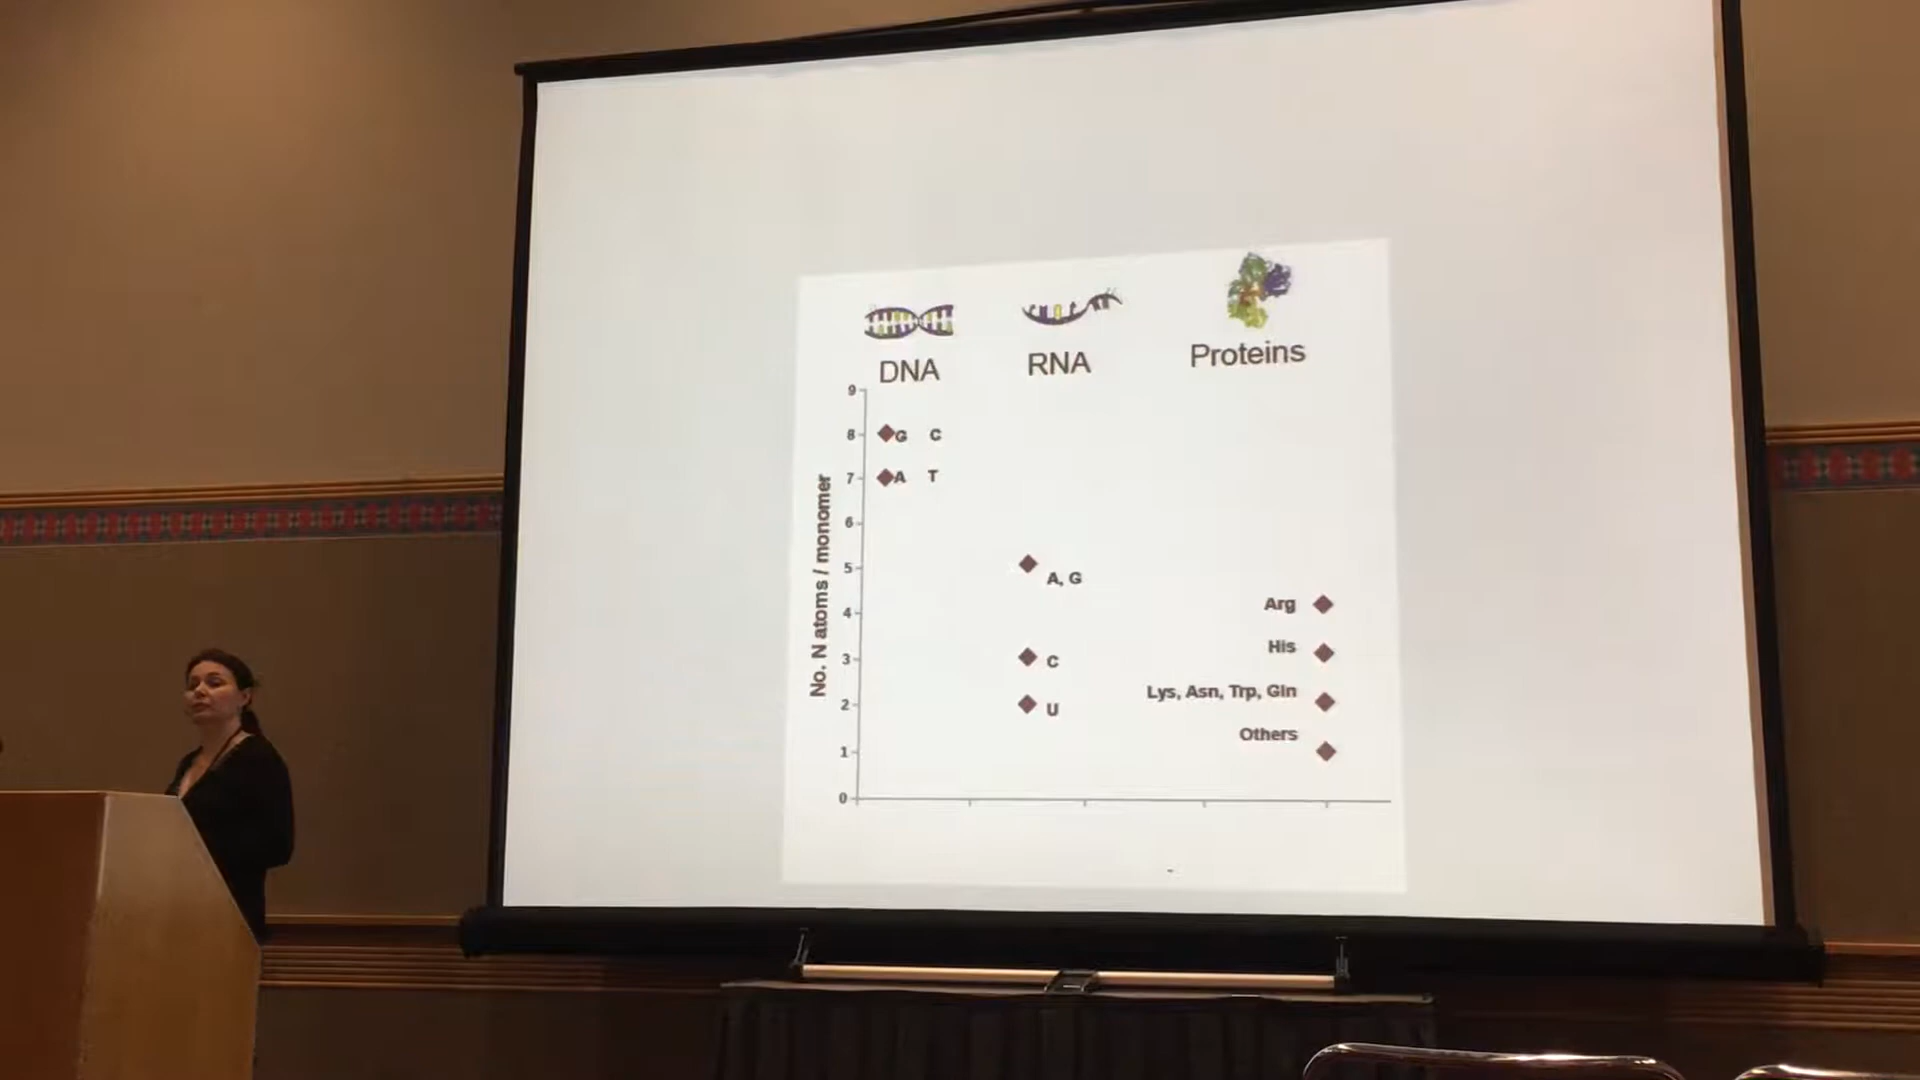 DNA
RNA
Proteins
No. N atoms / monomer
9
8
7
6
5
4
3
2
1
0
G C
A T
A, G
C
U
Arg
His
Lys, Asn, Trp, Gln
Others